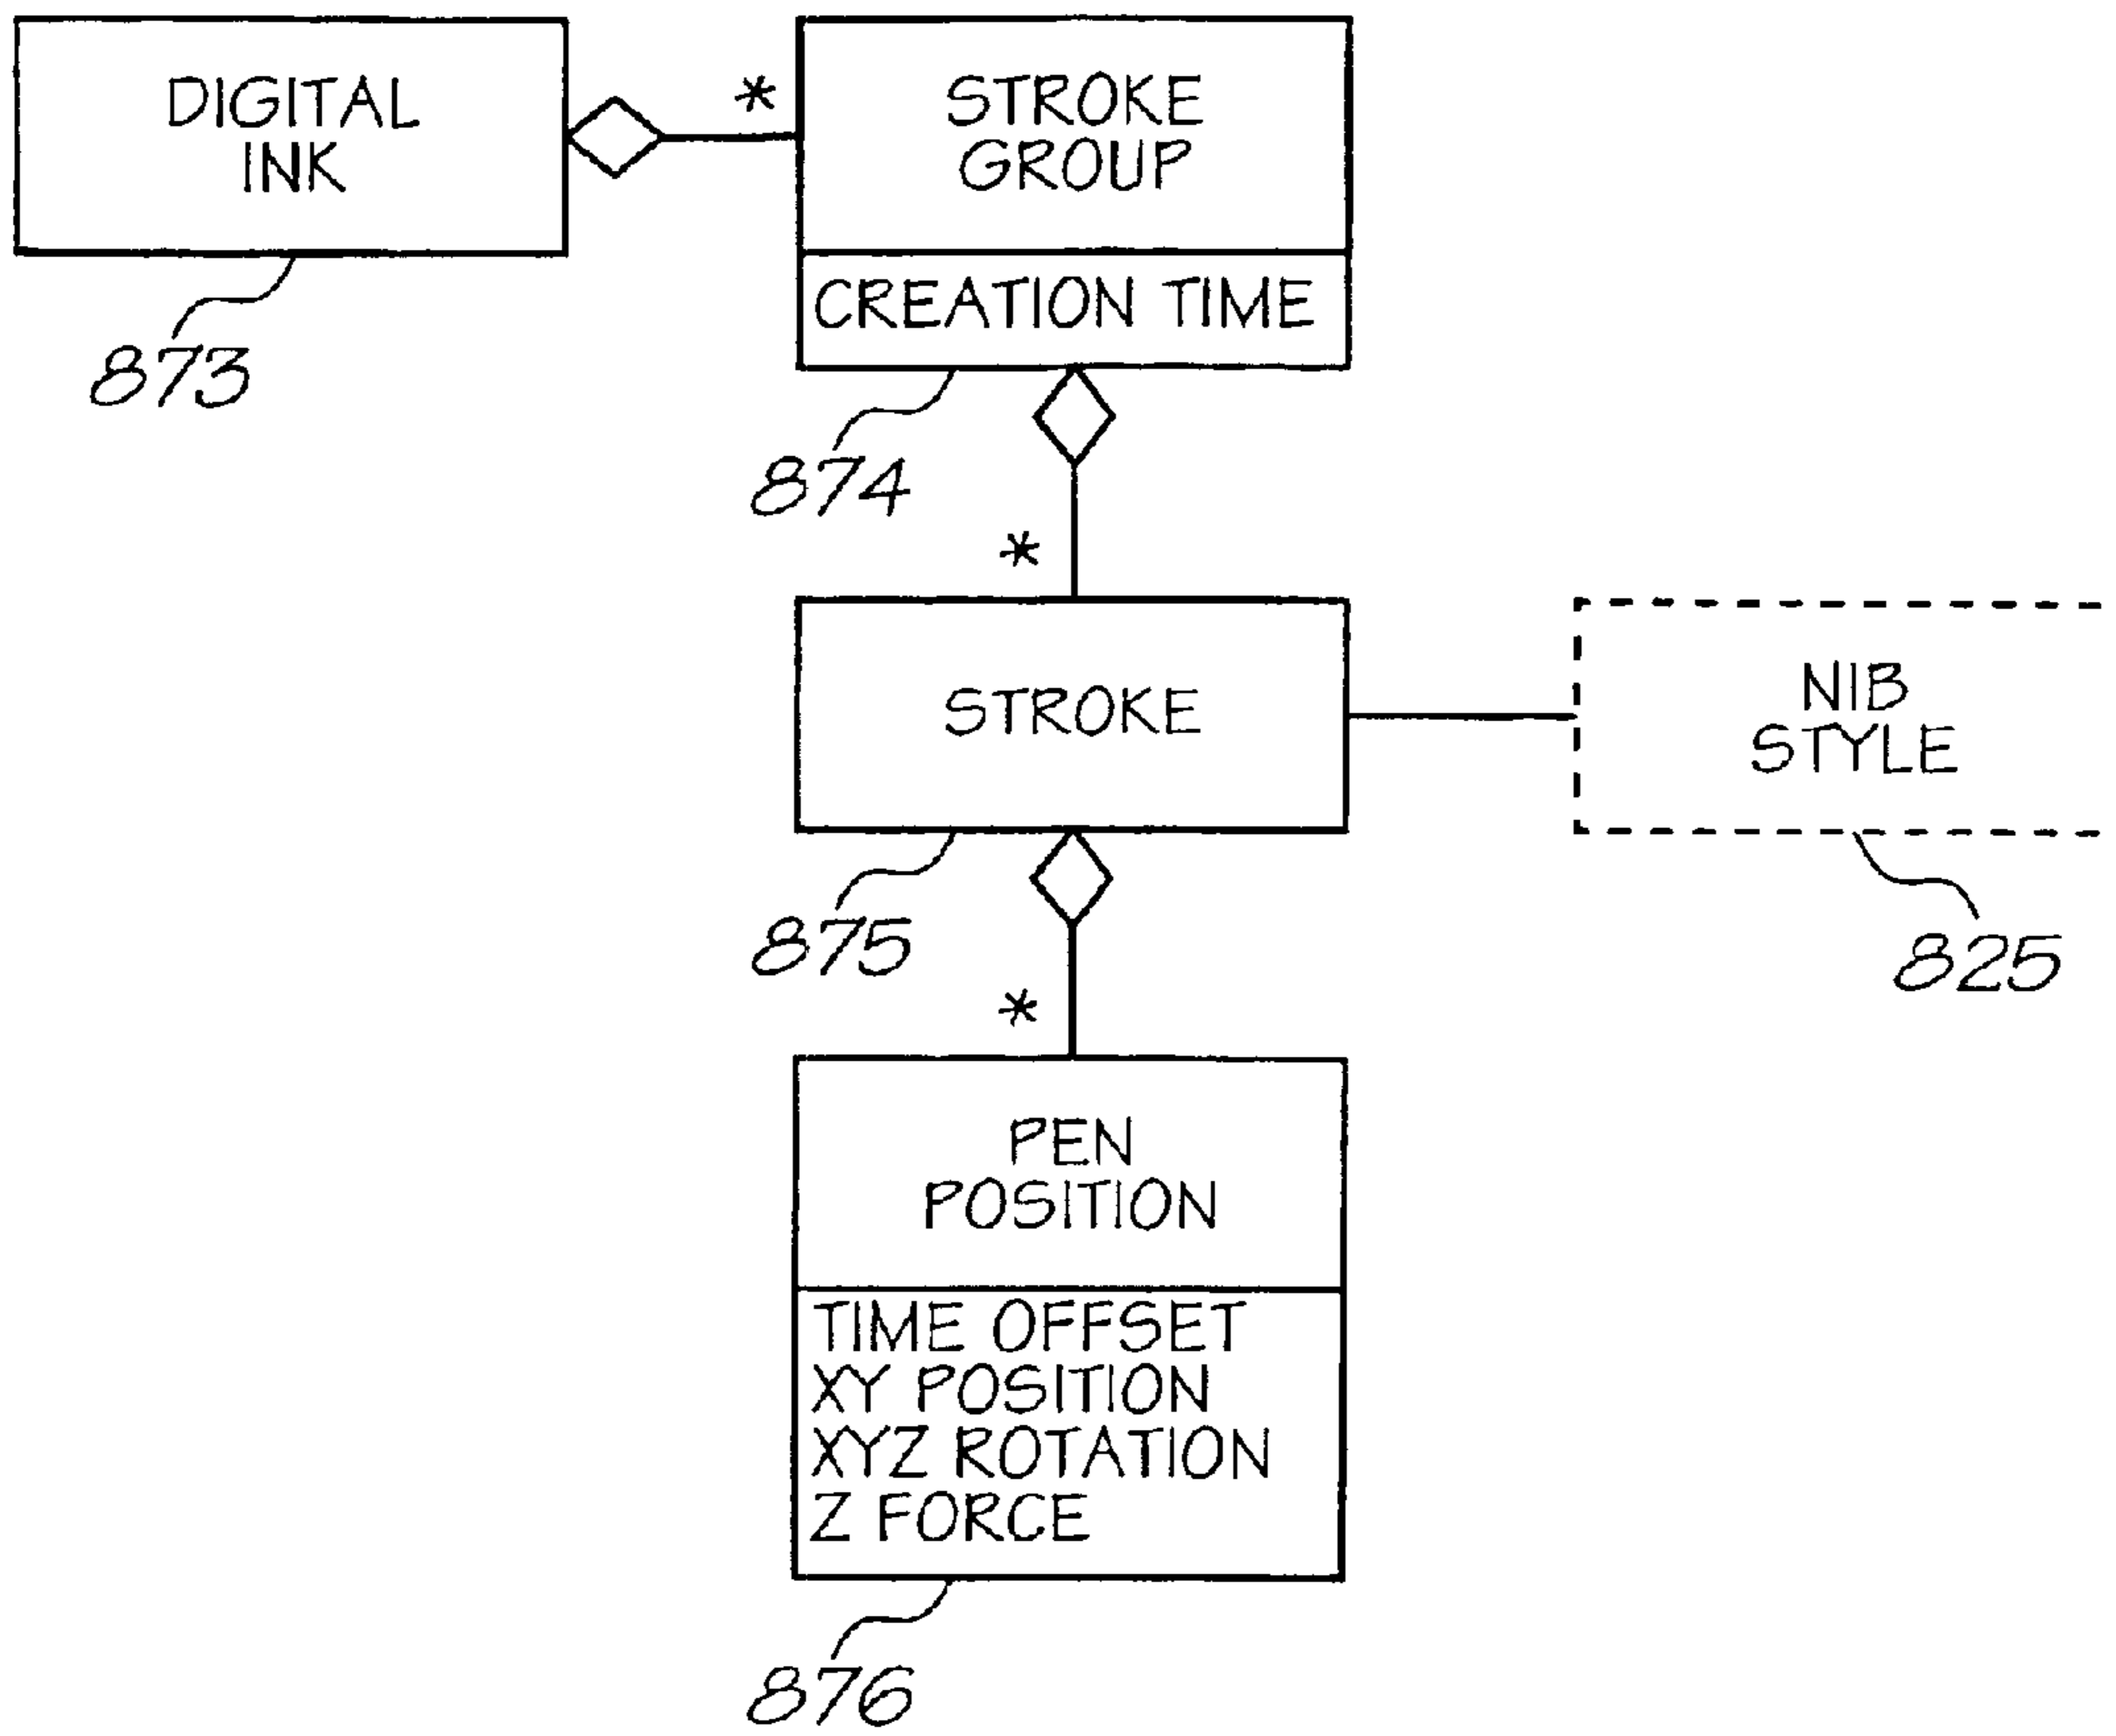 DIGITAL
INK
*
STROKE
GROUP
CREATION TIME
873
874
*
STROKE
NIB
STYLE
875
825
*
PEN
POSITION
TIME OFFSET
XY POSITION
XYZ ROTATION
Z FORCE
876